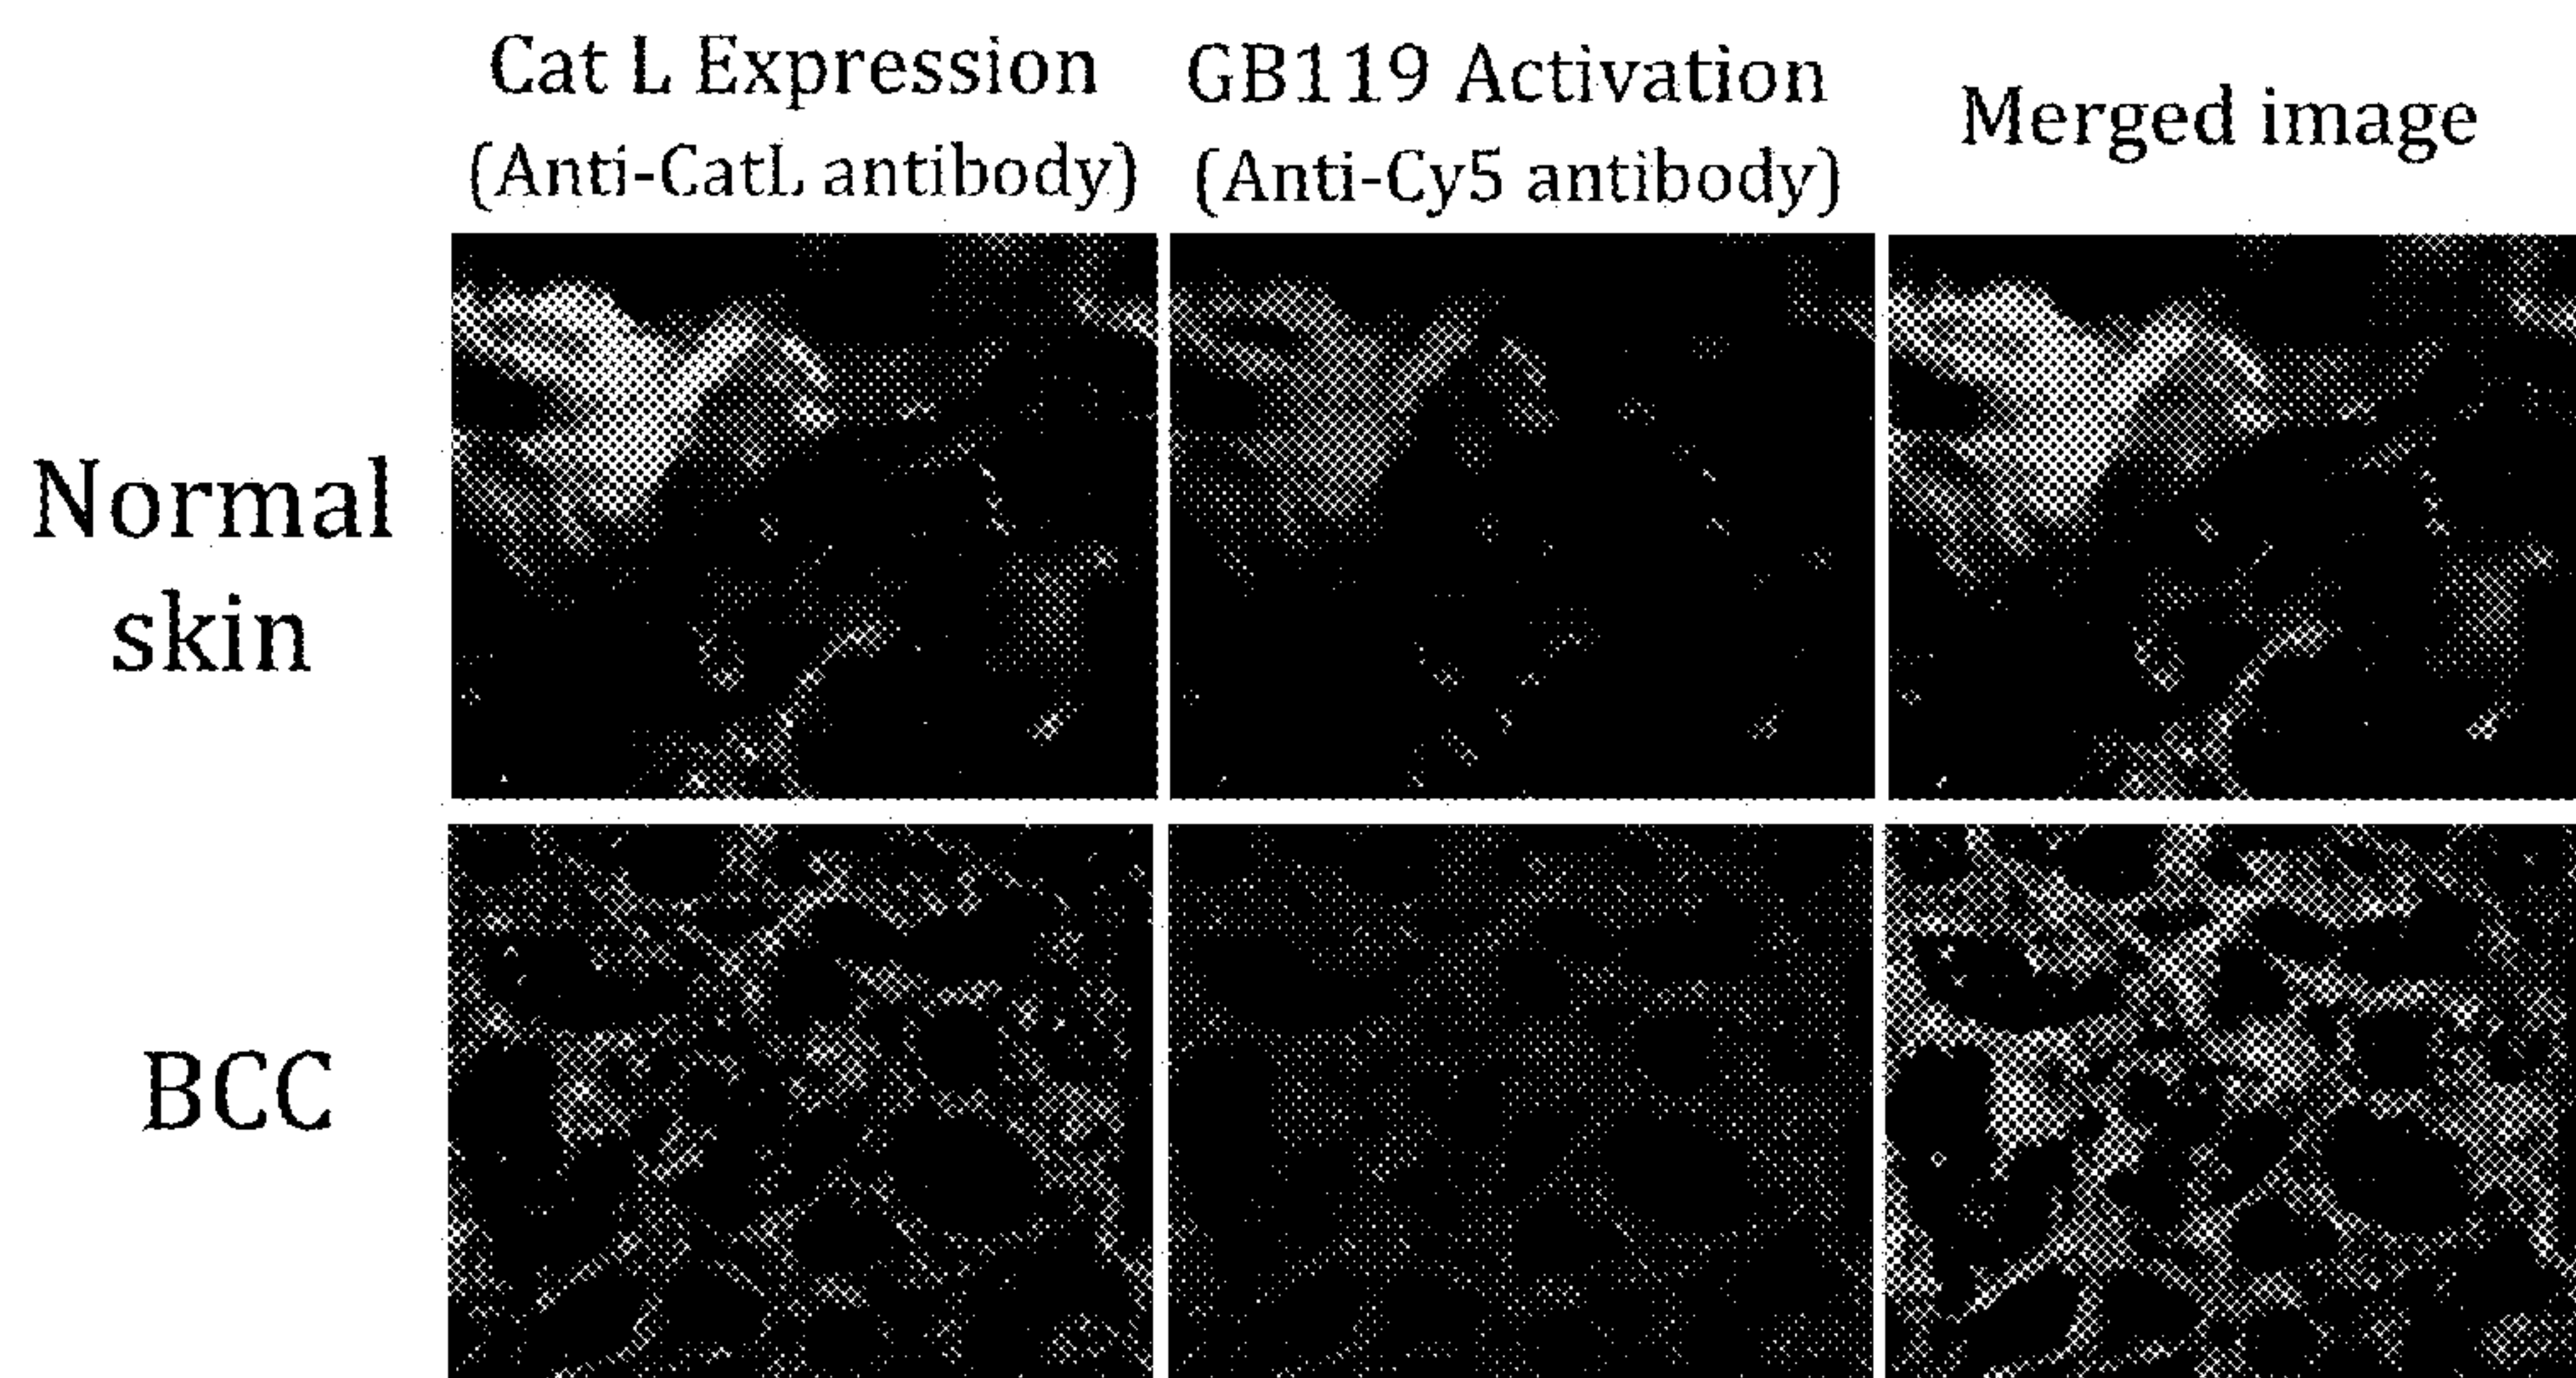 Cat L Expression
(Anti-CatL antibody)
GB119 Activation
(Anti-Cy5 antibody)
Merged image
Normal
skin
BCC